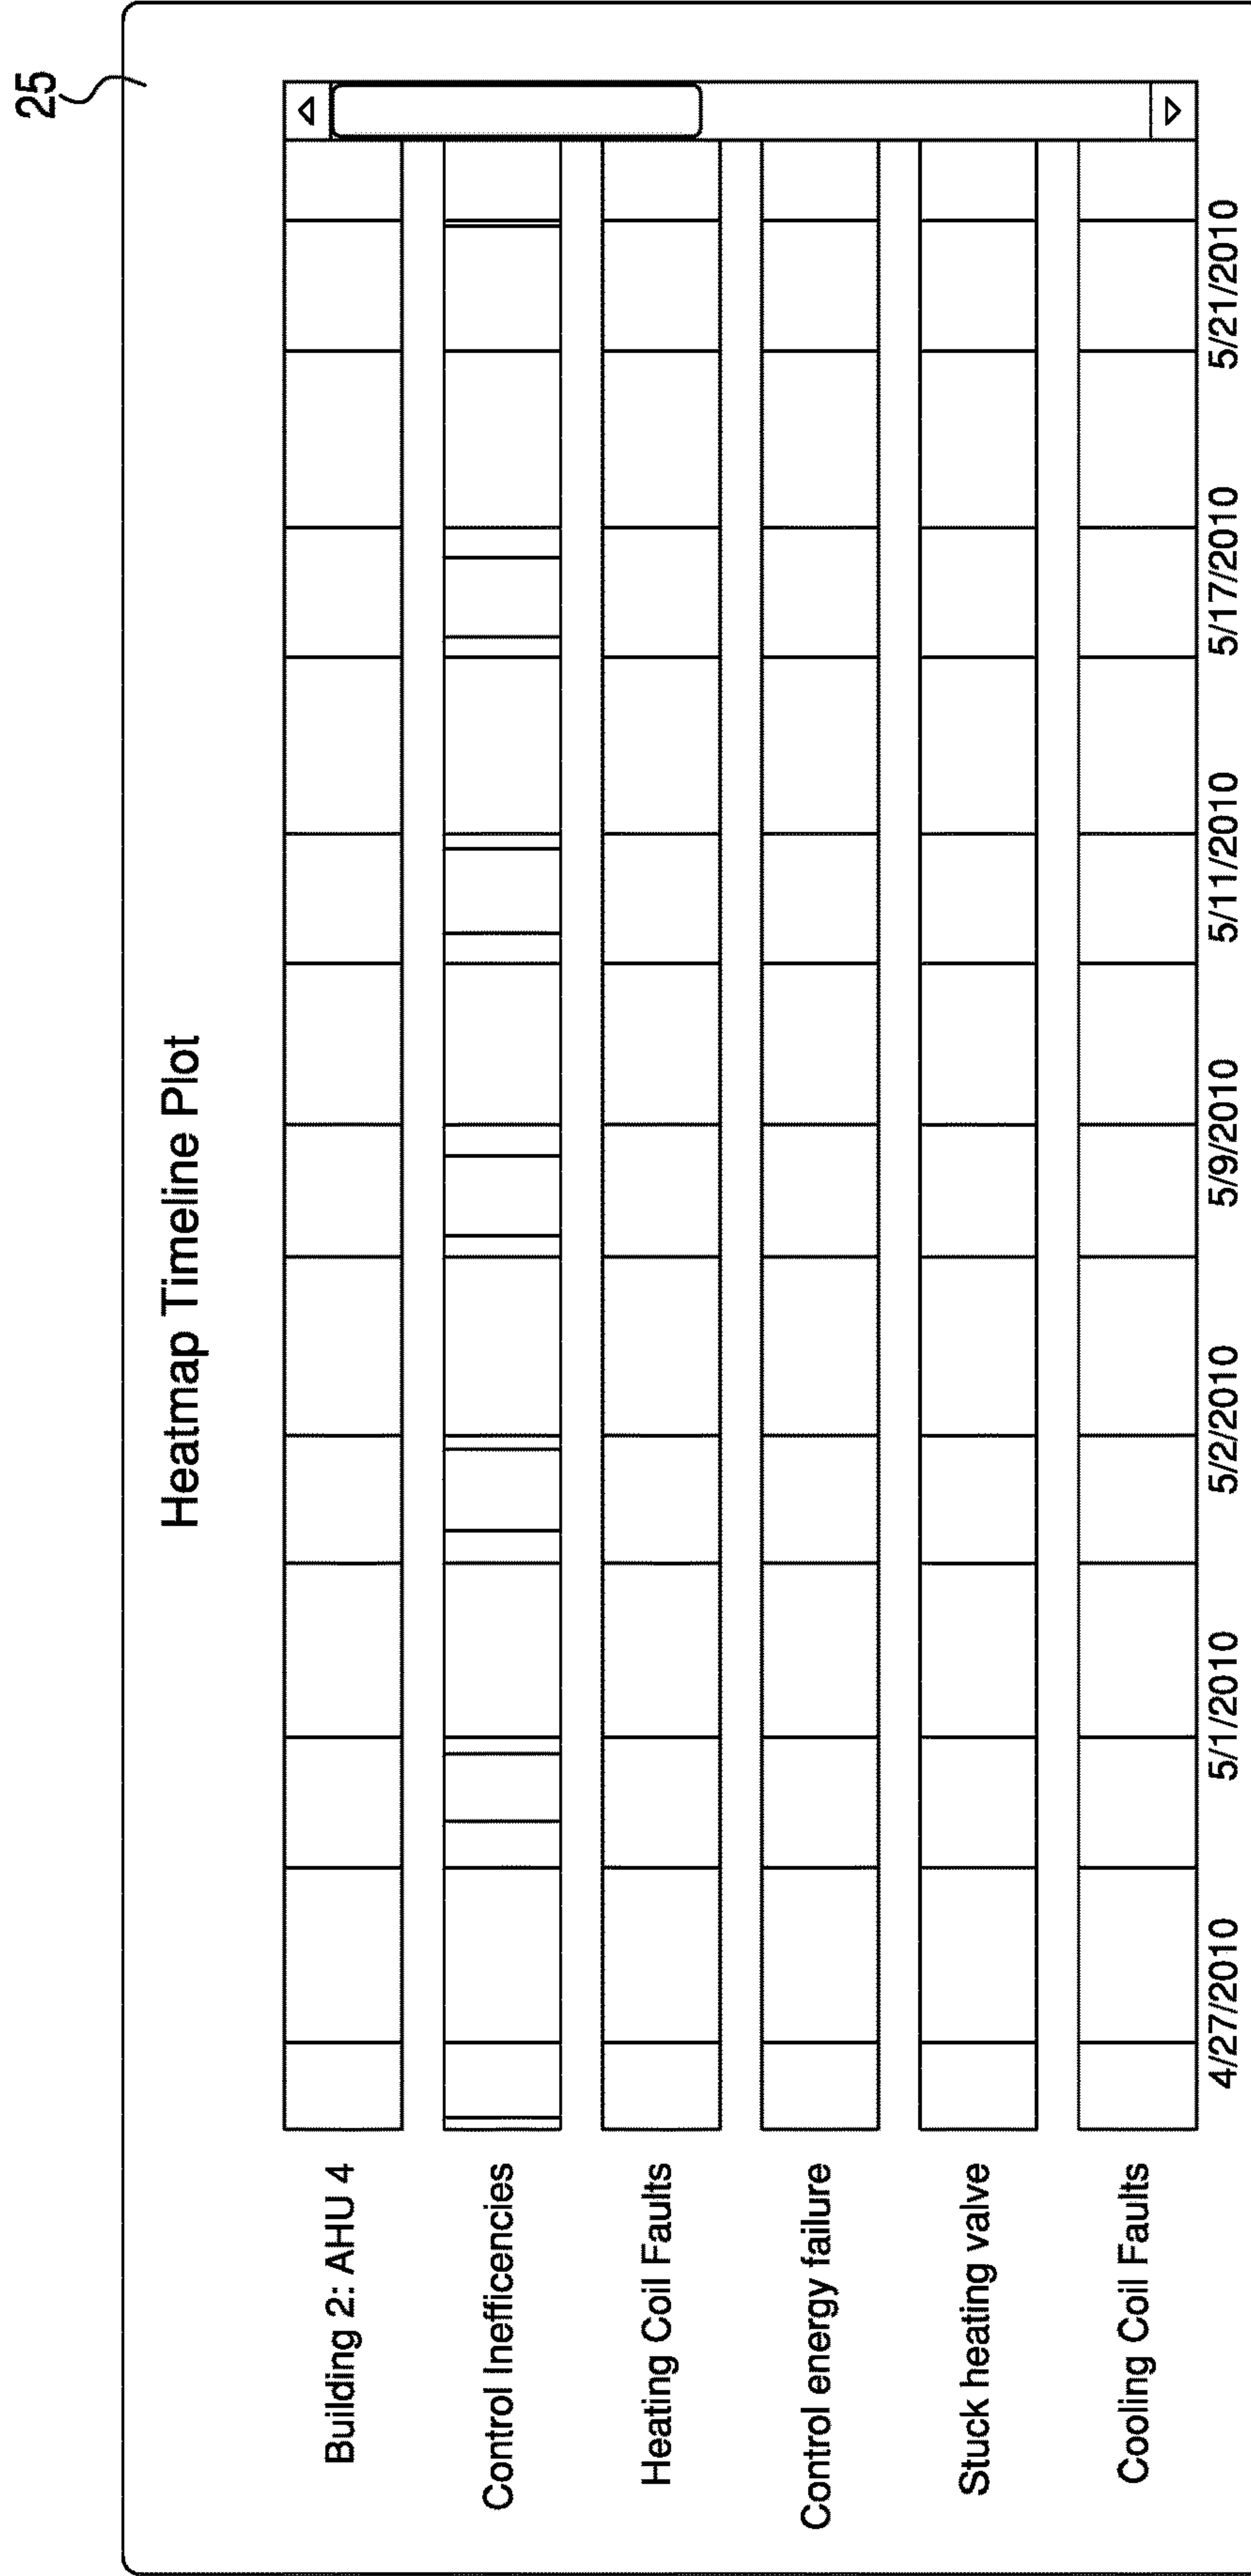 25
Heatmap Timeline Plot
Building 2: AHU 4
Control Inefficencies
Heating Coil Faults
Control energy failure
Stuck heating valve
Cooling Coil Faults
4/27/2010 5/1/2010 5/2/2010 5/9/2010 5/11/2010 5/17/2010 5/21/2010